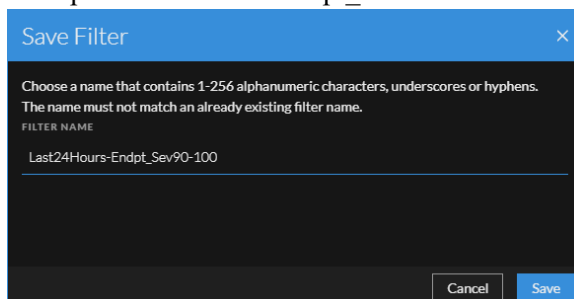 Save Filter
Choose a name that contains 1-256 alphanumeric characters, underscores or hyphens.
The name must not match an already existing filter name.
FILTER NAME
Last24Hours-Endpt_Sev90-100
Cancel Save